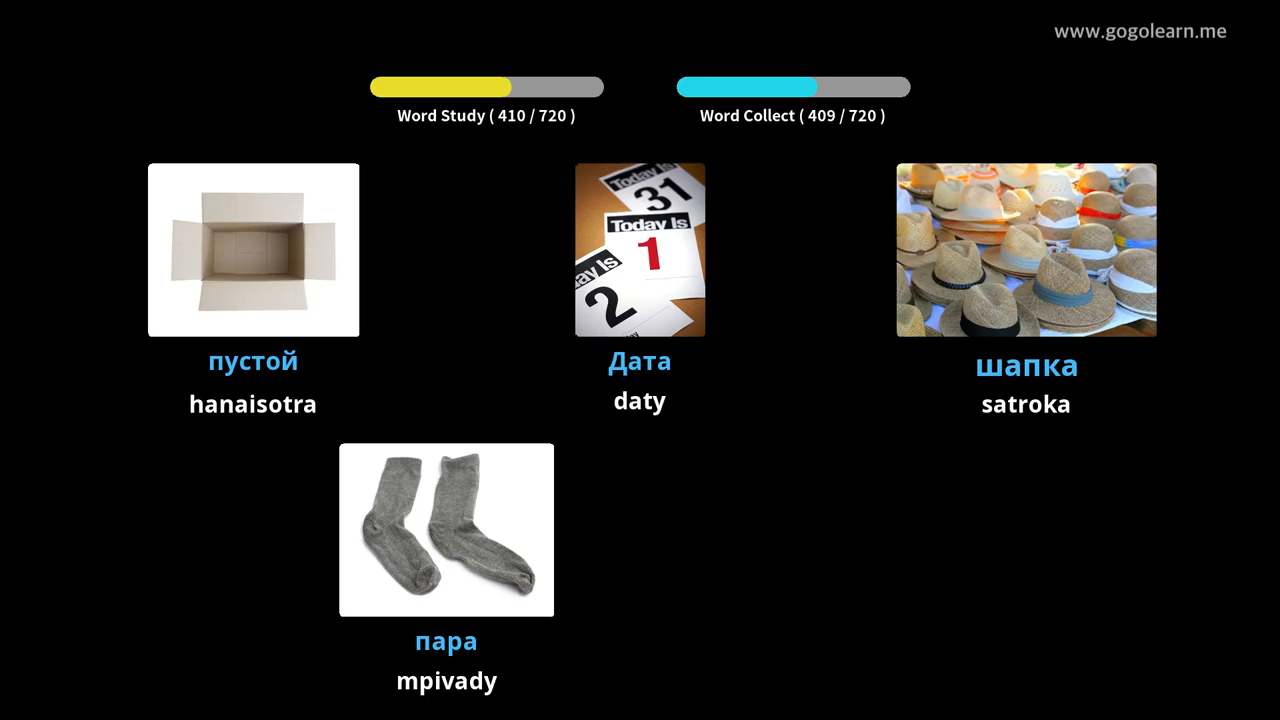 www.gogolearn.me
Word Study ( 410 / 720 )
Word Collect ( 409 / 720 )
Today Is
31
Today Is
1
ay Is
2
пустой
hanaisotra
Дата
daty
шапка
satroka
пара
mpivady